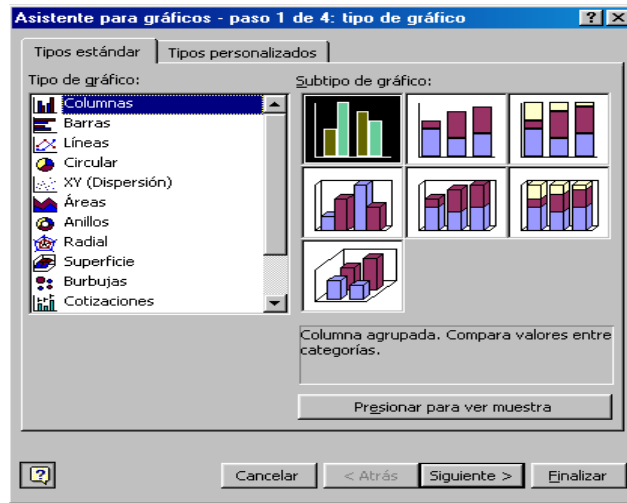 Asistente para gráficos - paso 1 de 4: tipo de gráfico
Tipos estándar
Tipos personalizados
Tipo de gráfico:
Columnas
Barras
Líneas
Circular
XY (Dispersión)
Áreas
Anillos
Radial
Superficie
Burbujas
Cotizaciones
Subtipo de gráfico:
Columna agrupada. Compara valores entre
categorías.
Presionar para ver muestra
Cancelar
< Atrás
Siguiente >
Finalizar